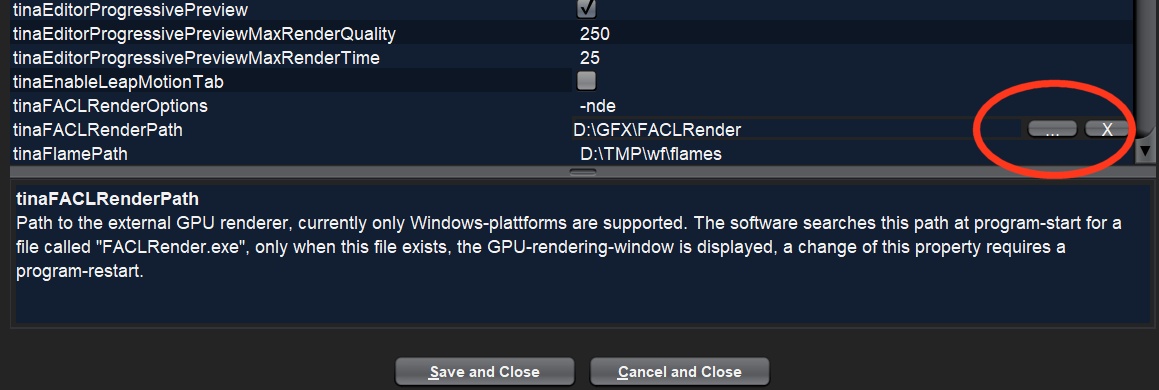 tinaEditorProgressivePreview
tinaEditorProgressivePreviewMaxRenderQuality 250
tinaEditorProgressivePreviewMaxRenderTime 25
tinaEnableLeapMotionTab
tinaFACLRenderOptions -nde
tinaFACLRenderPath D:\GFX\FACLRender ... X
tinaFlamePath D:\TMP\wf\flames
tinaFACLRenderPath
Path to the external GPU renderer, currently only Windows-plattforms are supported. The software searches this path at program-start for a
file called "FACLRender.exe", only when this file exists, the GPU-rendering-window is displayed, a change of this property requires a
program-restart.
Save and Close Cancel and Close